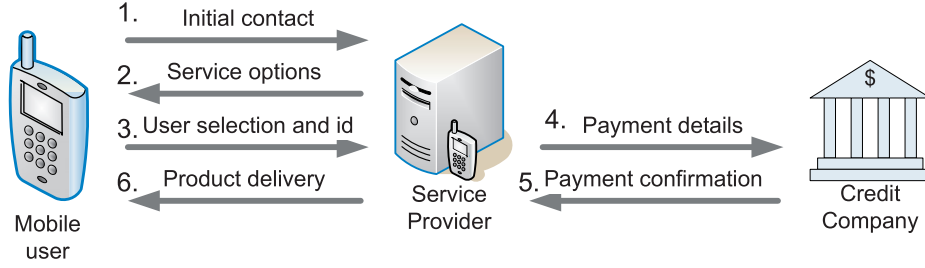 1. Initial contact
2. Service options
3. User selection and id
4. Payment details
5. Payment confirmation
6. Product delivery
Mobile
user
Service
Provider
$
Credit
Company